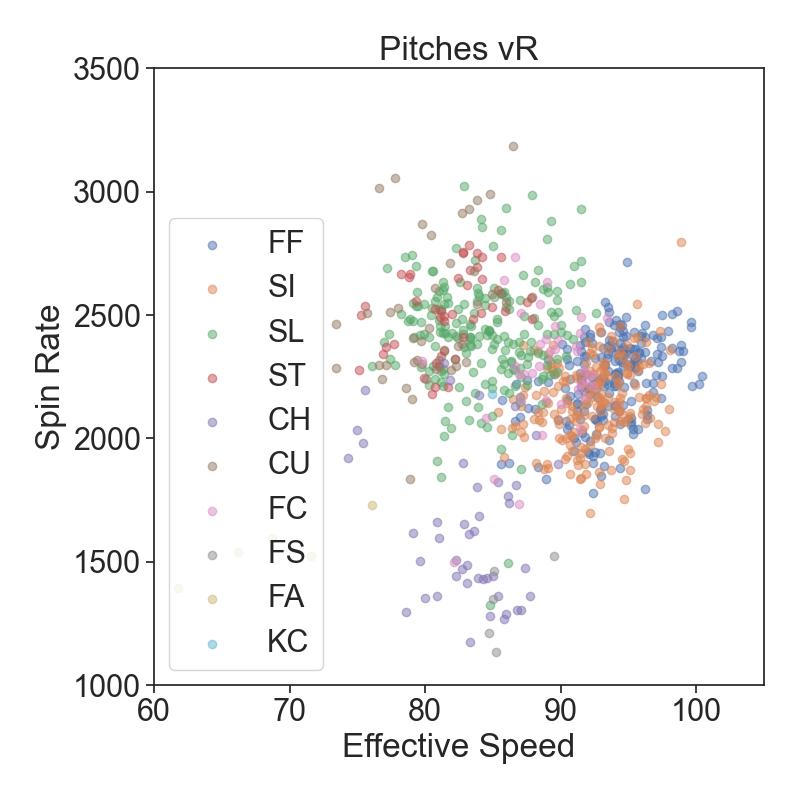 Pitches vR
3500
3000
2500
2000
1500
1000
Spin Rate
FF
SI
SL
ST
CH
CU
FC
FS
FA
KC
60 70 80 90 100
Effective Speed